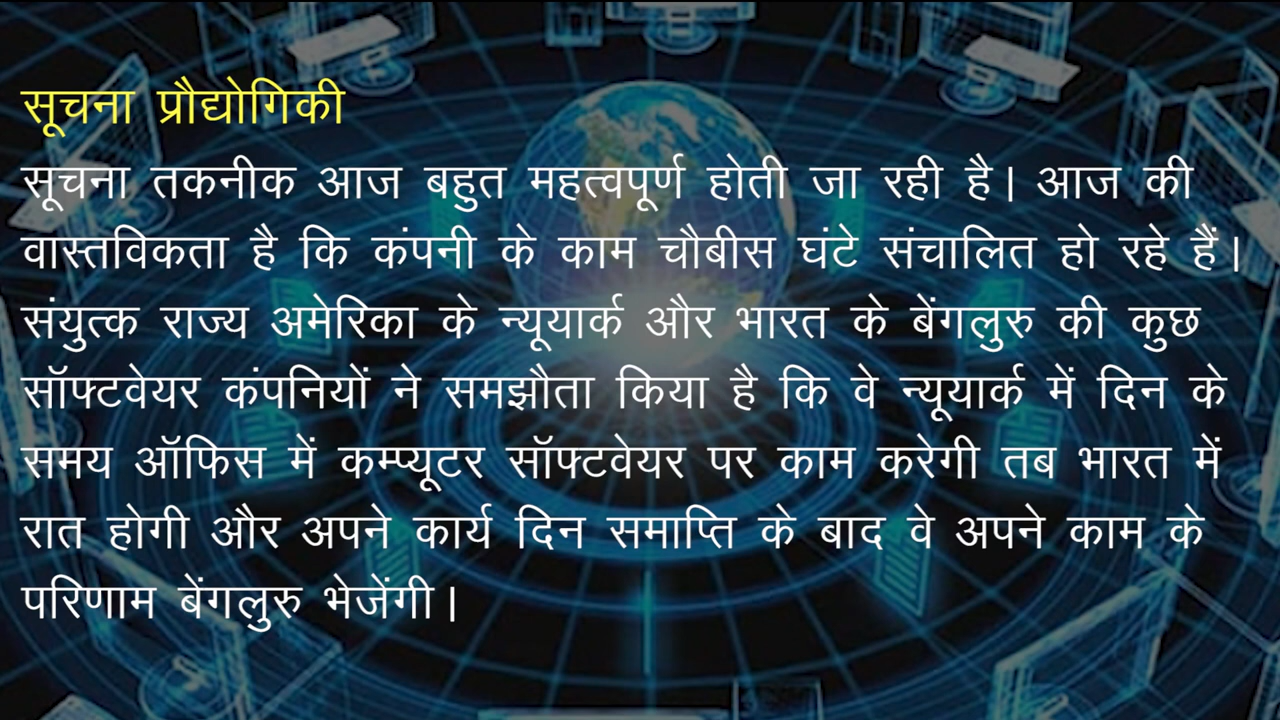 सूचना प्रौद्योगिकी
सूचना तकनीक आज बहुत महत्वपूर्ण होती जा रही है। आज की
वास्तविकता है कि कंपनी के काम चौबीस घंटे संचालित हो रहे हैं।
संयुत्क राज्य अमेरिका के न्यूयार्क और भारत के बेंगलुरु की कुछ
सॉफ्टवेयर कंपनियों ने समझौता किया है कि वे न्यूयार्क में दिन के
समय ऑफिस में कम्प्यूटर सॉफ्टवेयर पर काम करेगी तब भारत में
रात होगी और अपने कार्य दिन समाप्ति के बाद वे अपने काम के
परिणाम बेंगलुरु भेजेंगी।